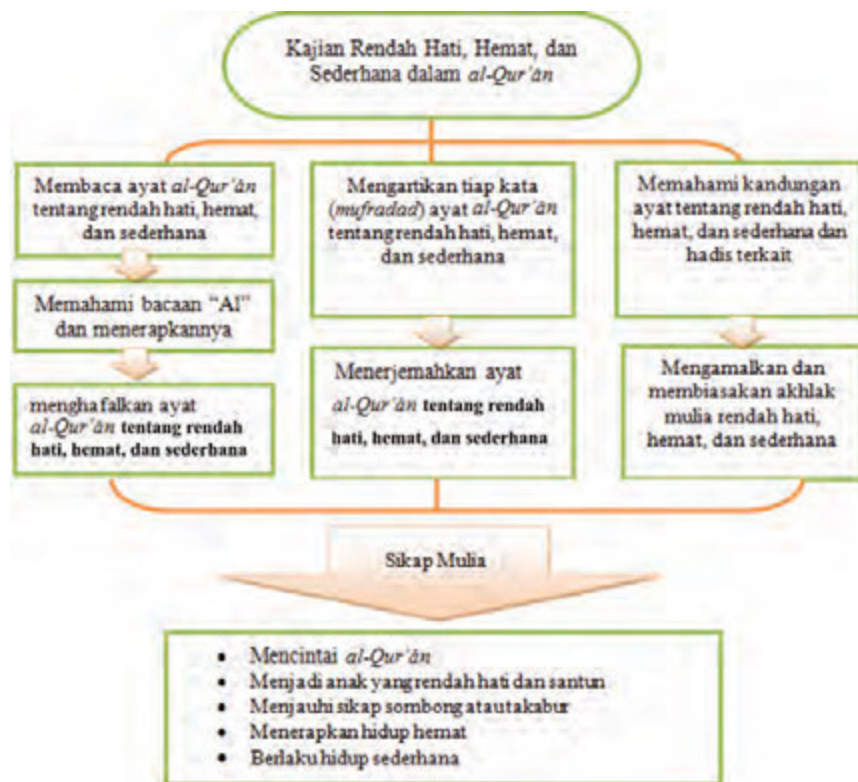 Kajian Rendah Hati, Hemat, dan
Sederhana dalam al-Qur'ān
Membaca ayat al-Qur'ān
tentang rendah hati, hemat,
dan sederhana
Memahami bacaan “Al”
dan menerapkannya
menghafalkan ayat
al-Qur'ān tentang rendah
hati, hemat, dan sederhana
Mengartikan tiap kata
(mufradad) ayat al-Qur'ān
tentang rendah hati, hemat,
dan sederhana
Menerjemahkan ayat
al-Qur'ān tentang rendah
hati, hemat, dan sederhana
Memahami kandungan
ayat tentang rendah hati,
hemat, dan sederhana dan
hadis terkait
Mengamalkan dan
membiasakan akhlak
mulia rendah hati,
hemat, dan sederhana
Sikap Mulia
• Mencintai al-Qur'ān
• Menjadi anak yang rendah hati dan santun
• Menjauhi sikap sombong atau takabur
• Menerapkan hidup hemat
• Berlaku hidup sederhana